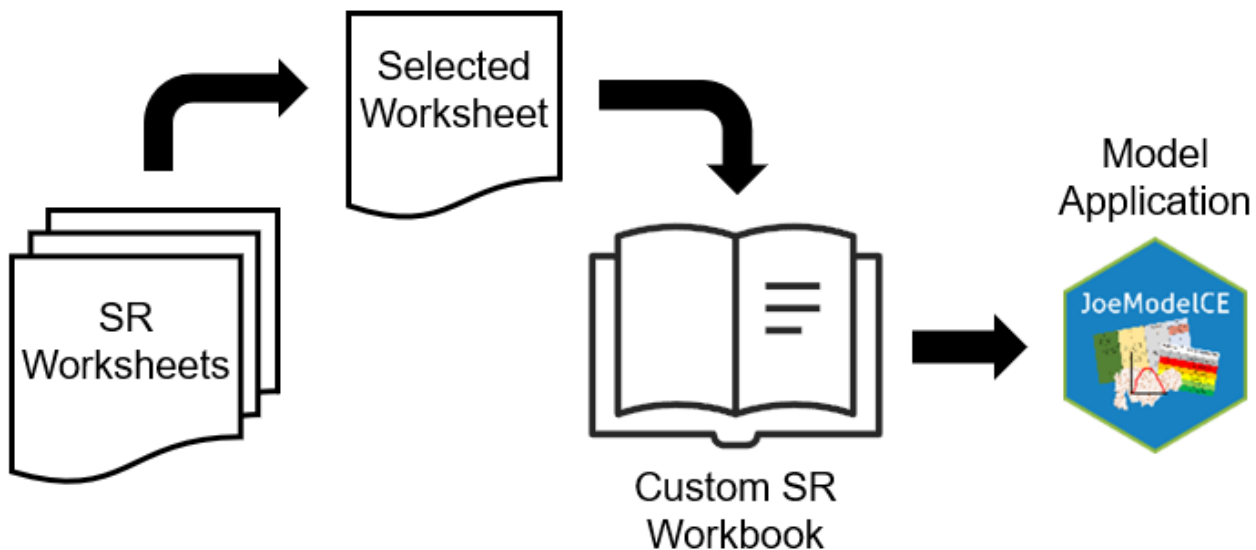 SR
Worksheets
Selected
Worksheet
Custom SR
Workbook
Model
Application
JoeModelCE